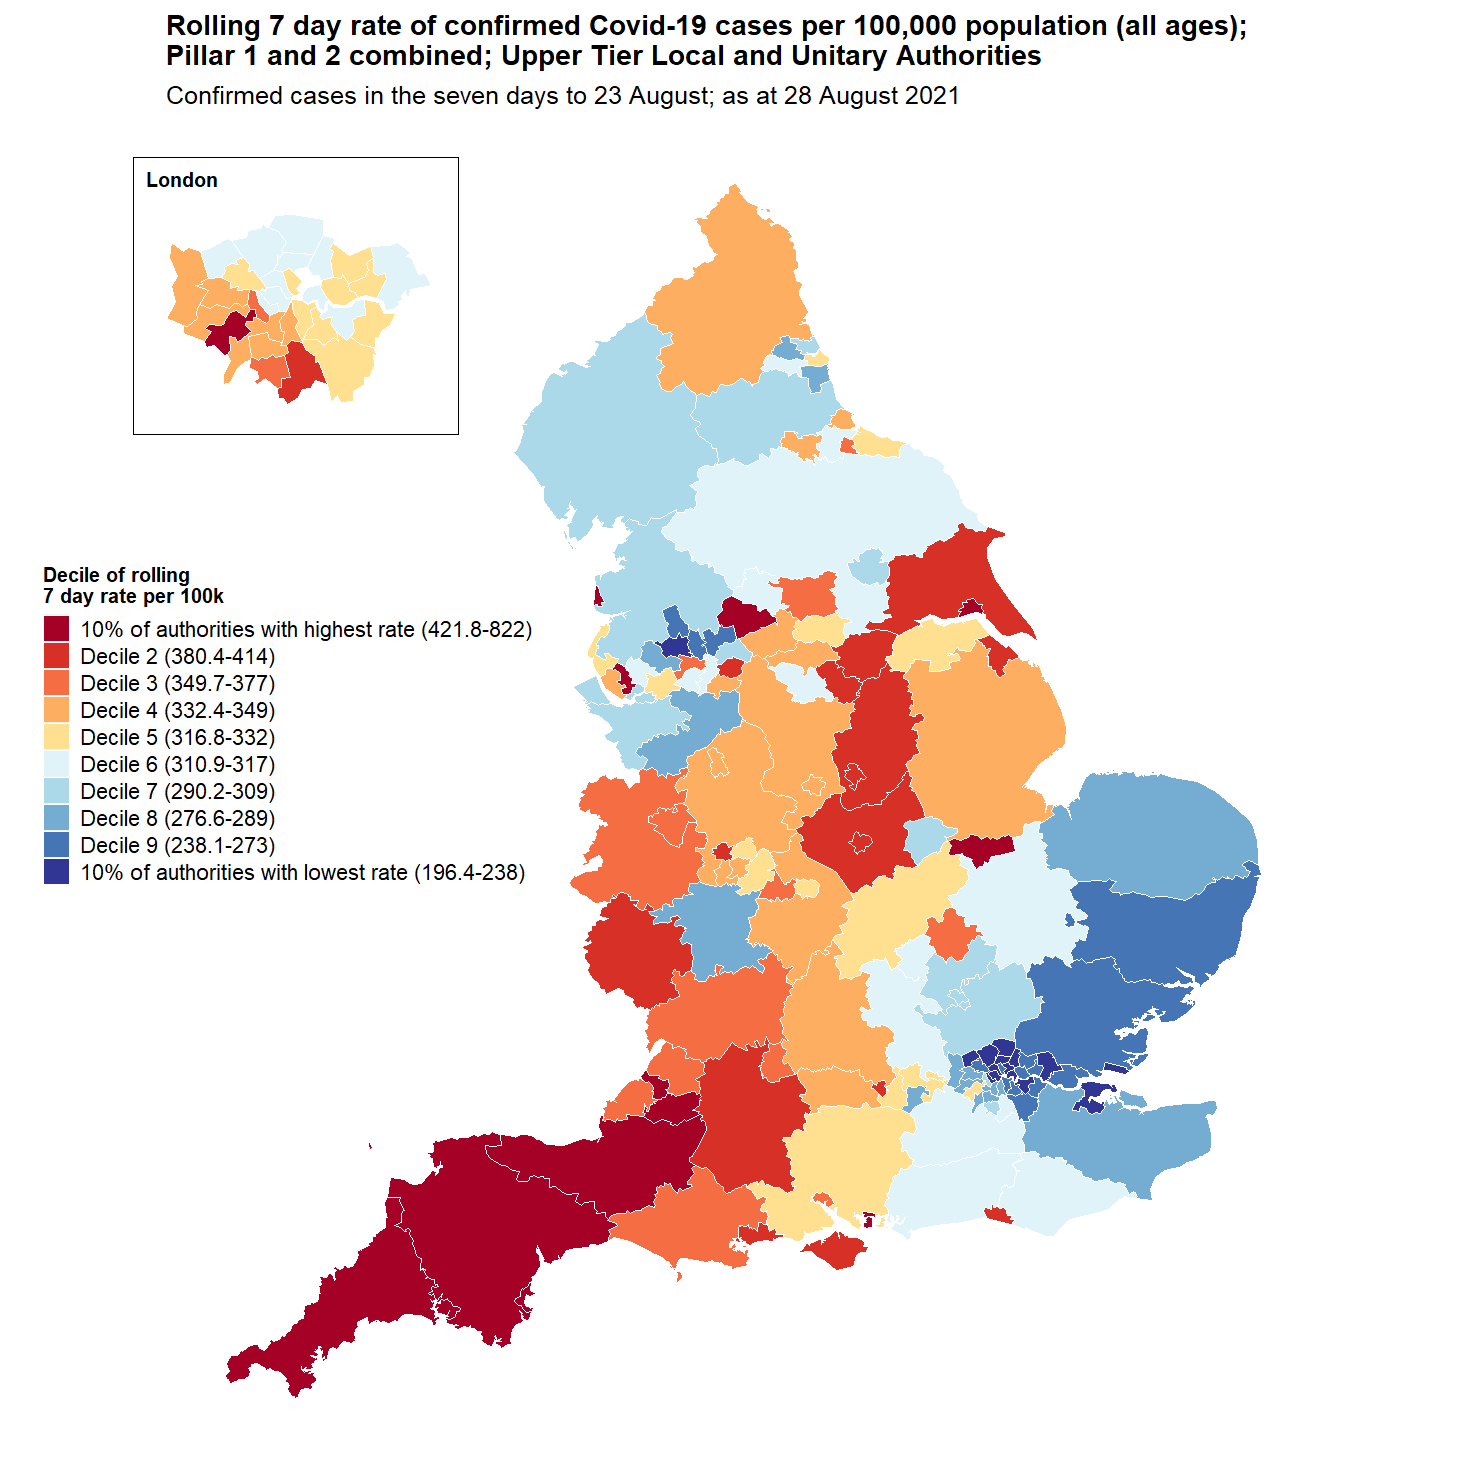 Rolling 7 day rate of confirmed Covid-19 cases per 100,000 population (all ages);
Pillar 1 and 2 combined; Upper Tier Local and Unitary Authorities
Confirmed cases in the seven days to 23 August; as at 28 August 2021
London
Decile of rolling
7 day rate per 100k
10% of authorities with highest rate (421.8-822)
Decile 2 (380.4-414)
Decile 3 (349.7-377)
Decile 4 (332.4-349)
Decile 5 (316.8-332)
Decile 6 (310.9-317)
Decile 7 (290.2-309)
Decile 8 (276.6-289)
Decile 9 (238.1-273)
10% of authorities with lowest rate (196.4-238)